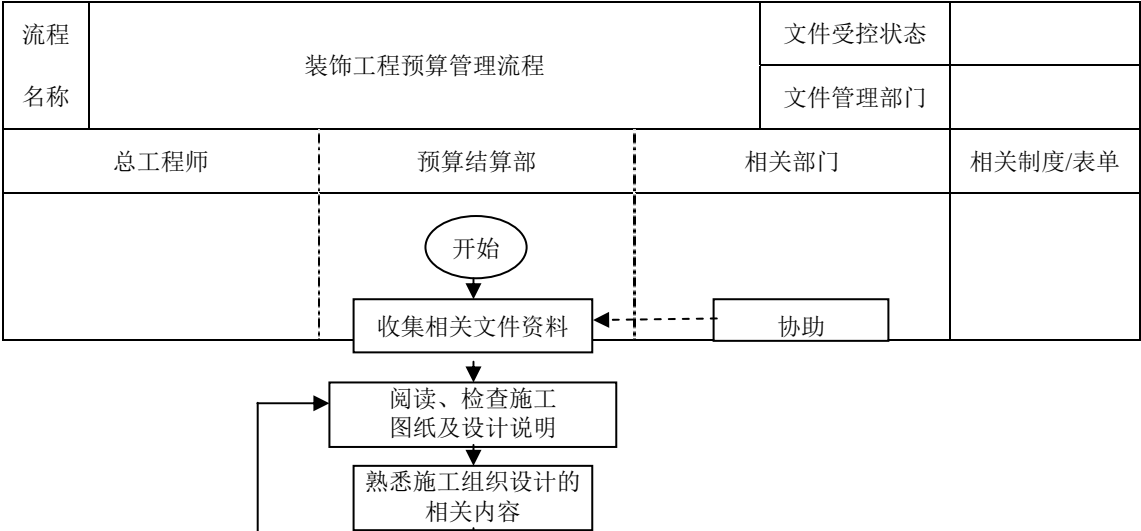 流程
名称
装饰工程预算管理流程
文件受控状态
文件管理部门
总工程师
预算结算部
相关部门
相关制度/表单
开始
收集相关文件资料
协助
阅读、检查施工
图纸及设计说明
熟悉施工组织设计的
相关内容